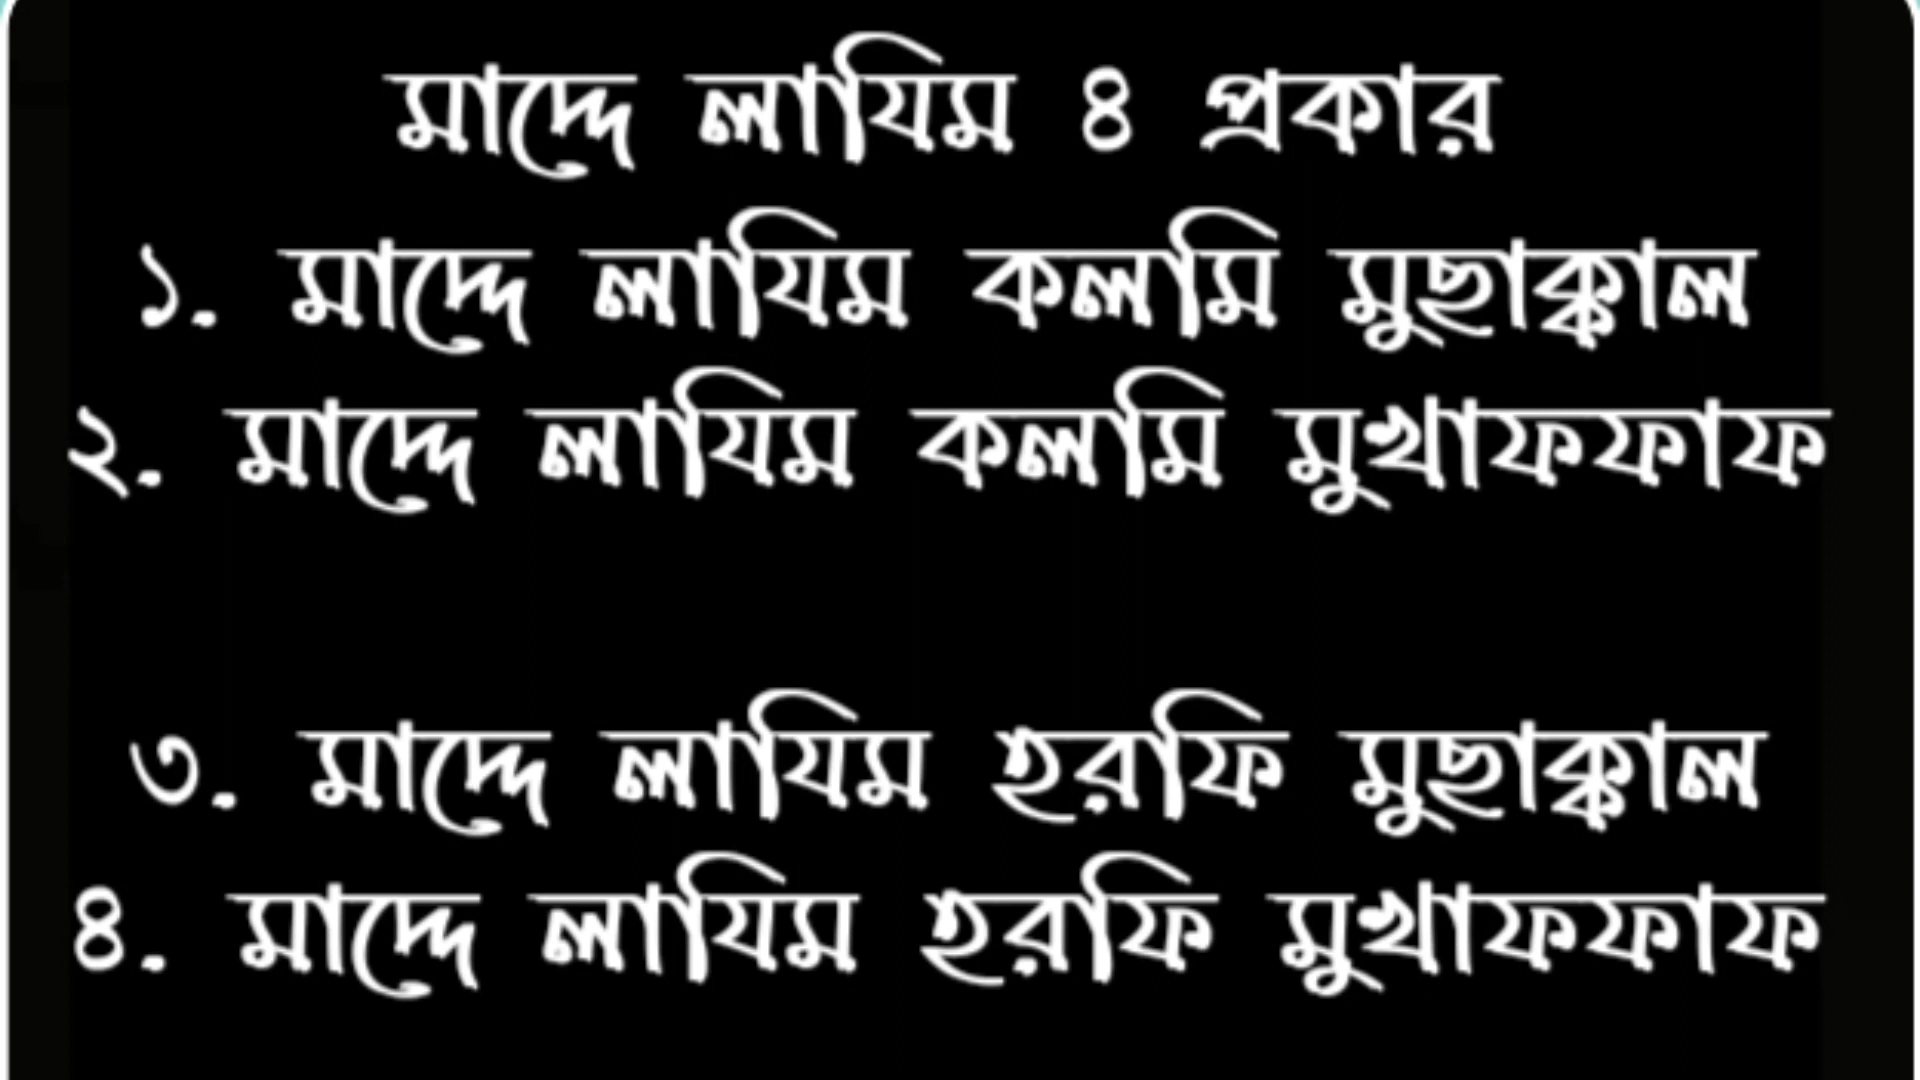 মাদ্দে লাযিম ৪ প্রকার
১. মাদ্দে লাযিম কলমি মুছাক্কাল
২. মাদ্দে লাযিম কলমি মুখাফফাফ
৩. মাদ্দে লাযিম হরফি মুছাক্কাল
৪. মাদ্দে লাযিম হরফি মুখাফফাফ